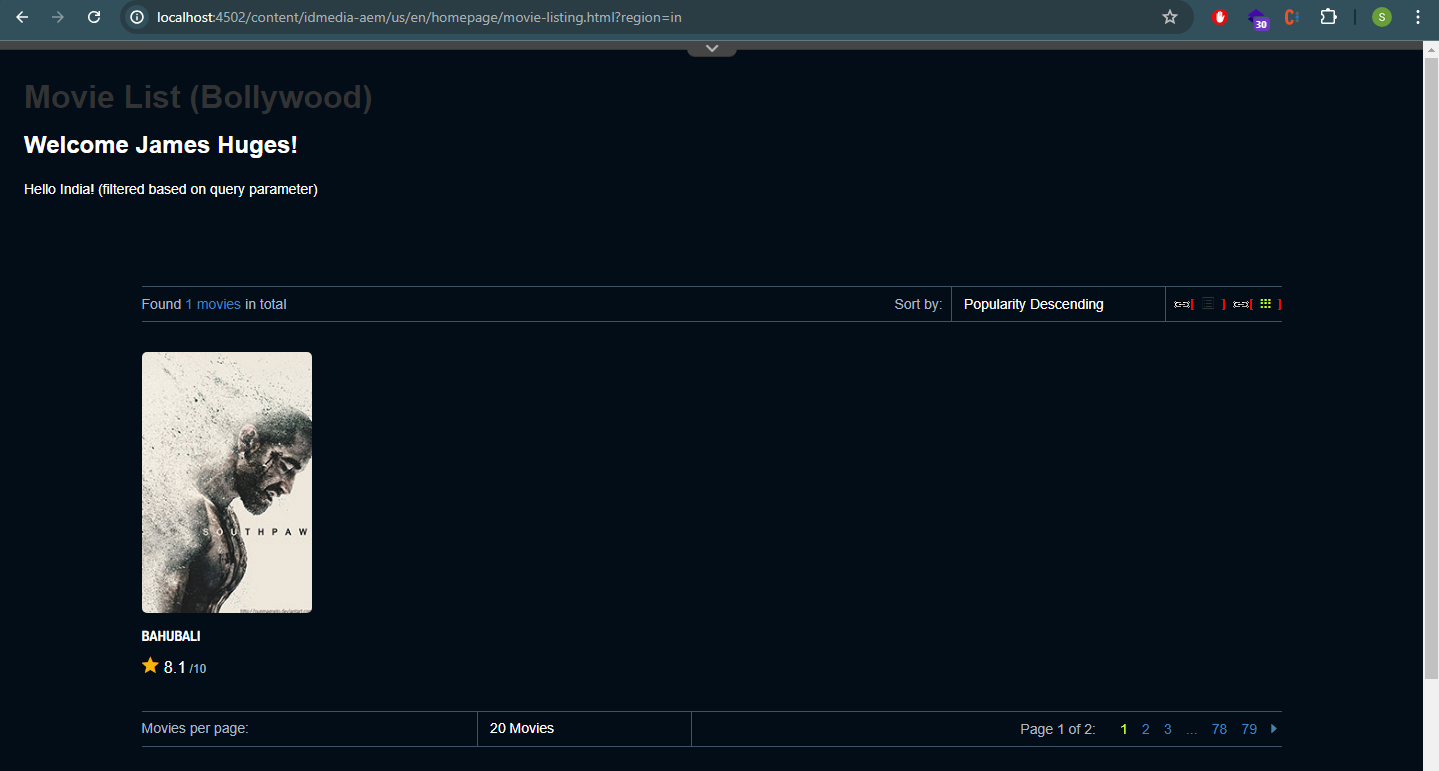 localhost:4502/content/idmedia-aem/us/en/homepage/movie-listing.html?region=in
30
S
Movie List (Bollywood)
Welcome James Huges!
Hello India! (filtered based on query parameter)
Found 1 movies in total
Sort by:
Popularity Descending
[ ] [ ]
SOUTHPAW
BAHUBALI
8.1 /10
Movies per page:
20 Movies
Page 1 of 2:
1 2 3 ... 78 79